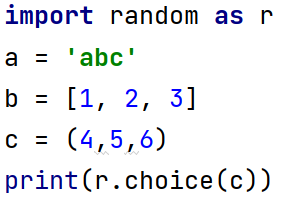 import random as r
a = 'abc'
b = [1, 2, 3]
c = (4,5,6)
print(r.choice(c))